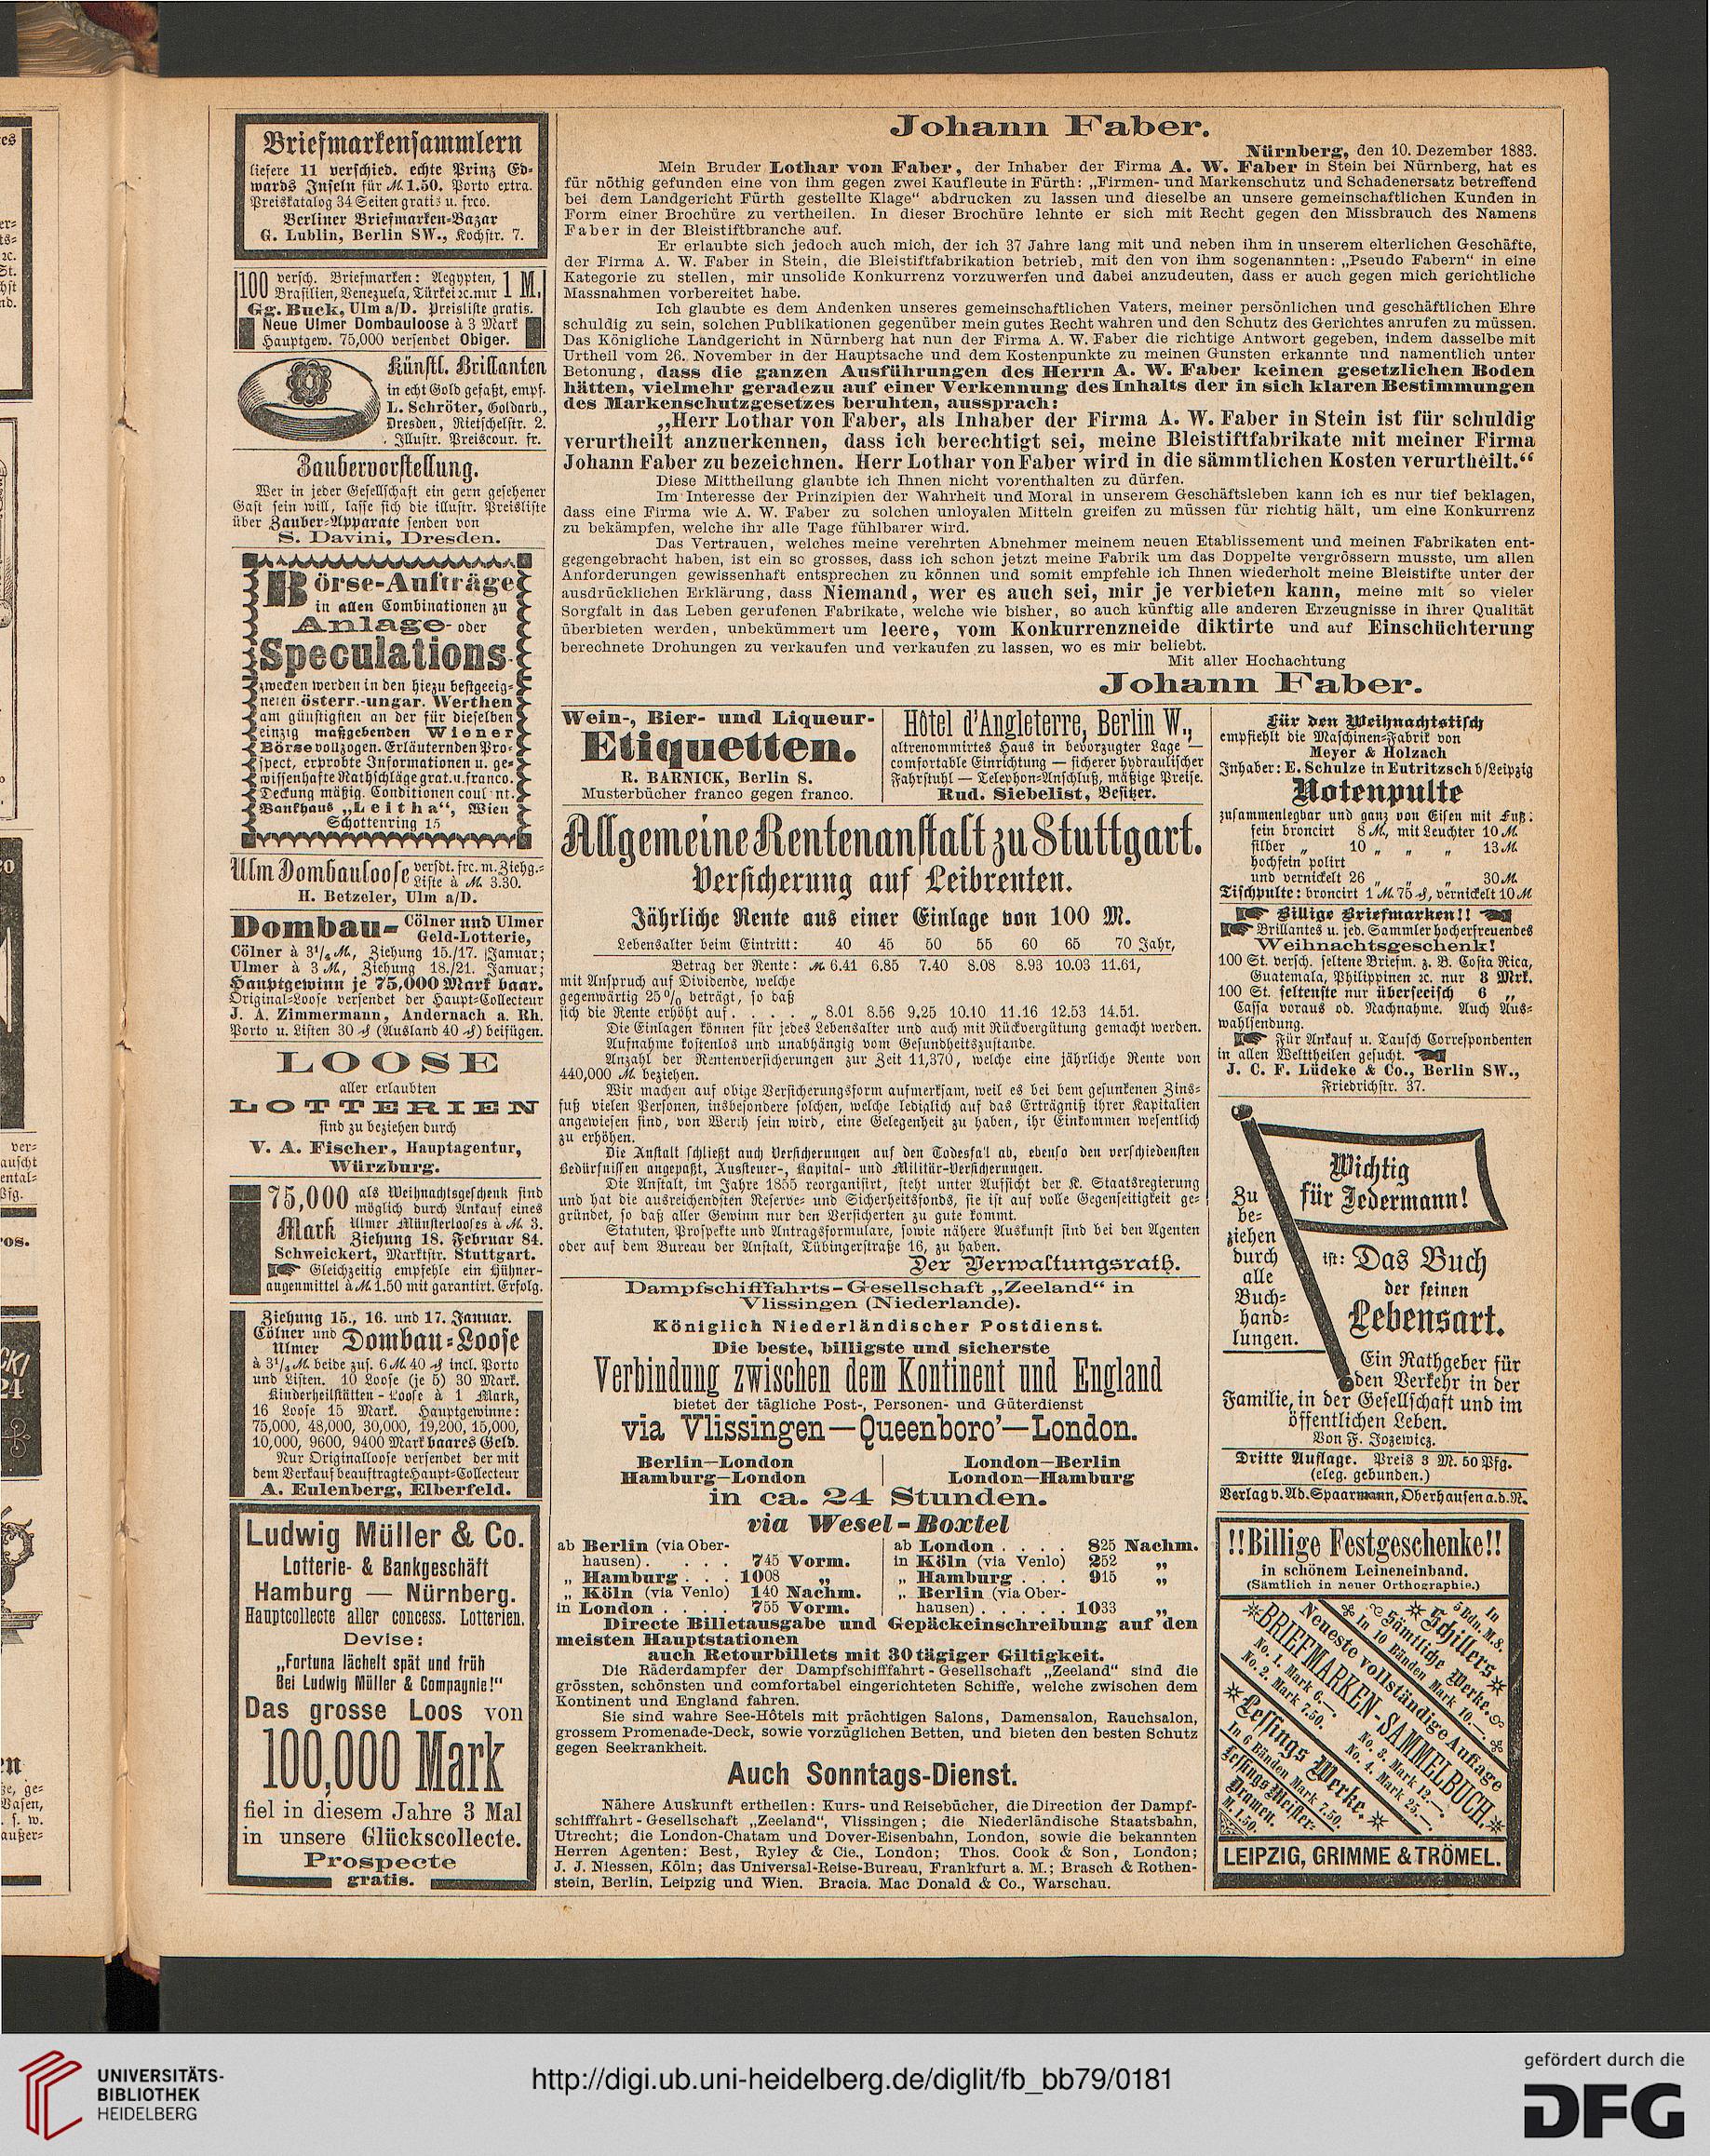 Briefmarkensammlern
liefere 11 verschied. echte Prinz Ed-
wards Inseln für M. 1.50. Porto extra.
Preiskatalog 34 Seiten gratis u. frco.
Berliner Briefmarken-Bazar
G. Lublin, Berlin SW., Kochstr. 7.
100 versch. Briefmarken: Aegypten, 1 M.
Brasilien, Venezuela, Türkei ec. nur
Gg. Buck, Ulm a/D. Preisliste gratis.
Neue Ulmer Dombauloose à 3 Mark
Hauptgew. 75,000 versendet Obiger.
Künstl. Brillanten
in echt Gold gefaßt, empf.
L. Schröter, Goldarb.,
Dresden, Rietschelstr. 2.
Illustr. Preiscour. fr.
Zaubervorstellung.
Wer in jeder Gesellschaft ein gern gesehener
Gast sein will, lasse sich die illustr. Preisliste
über Zauber-Apparate senden von
S. Davini, Dresden.
Börse-Aufträge
in allen Combinationen zu
Anlage- oder
Speculations-
zwecken werden in den hiezu bestgeeig-
neten österr.-ungar. Werthen
am günstigsten an der für dieselben
einzig maßgebenden Wiener
Börse vollzogen. Erläuternden Pro-
spect, erprobte Informationen u. ge-
wissenhafte Rathschläge grat. u. franco.
Deckung mäßig. Conditionen coulant.
Bankhaus „Leitha“, Wien
Schottenring 15
Ulm Dombauloose versdt. frc. m. Ziehg.-
Liste à M. 3.30.
H. Betzeler, Ulm a/D.
Dombau- Cölner und Ulmer
Geld-Lotterie,
Cölner à 3½ M., Ziehung 15./17. Januar;
Ulmer à 3 M., Ziehung 18./21. Januar;
Hauptgewinn je 75,000 Mark baar.
Original-Loose versendet der Haupt-Collecteur
J. A. Zimmermann, Andernach a. Rh.
Porto u. Listen 30 ₰ (Ausland 40 ₰) beifügen.
LOOSE
aller erlaubten
LOTTERIEN
sind zu beziehen durch
V. A. Fischer, Hauptagentur,
Würzburg.
75,000 als Weihnachtsgeschenk sind
möglich durch Ankauf eines
Mark Ulmer Münsterlooses à M. 3.
Ziehung 18. Februar 84.
Schweickert, Marktstr. Stuttgart.
☞ Gleichzeitig empfehle ein Hühner-
augenmittel à M. 1.50 mit garantirt. Erfolg.
Ziehung 15., 16. und 17. Januar.
Cölner und Ulmer Dombau-Loose
à 3½ M. beide zus. 6 M. 40 ₰ incl. Porto
und Listen. 10 Loose (je 5) 30 Mark.
Kinderheilstätten-Loose à 1 Mark,
16 Loose 15 Mark. Hauptgewinne:
75,000, 48,000, 30,000, 19,200, 15,000,
10,000, 9600, 9400 Mark baares Geld.
Nur Originalloose versendet der mit
dem Verkauf beauftragte Haupt-Collecteur
A. Eulenberg, Elberfeld.
Ludwig Müller & Co.
Lotterie- & Bankgeschäft
Hamburg — Nürnberg.
Hauptcollecte aller concess. Lotterien.
Devise:
„Fortuna lächelt spät und früh
Bei Ludwig Müller & Compagnie!“
Das grosse Loos von
100,000 Mark
fiel in diesem Jahre 3 Mal
in unsere Glückscollecte.
Prospecte
gratis.
Johann Faber.
Nürnberg, den 10. Dezember 1883.
Mein Bruder Lothar von Faber, der Inhaber der Firma A. W. Faber in Stein bei Nürnberg, hat es
für nöthig gefunden eine von ihm gegen zwei Kaufleute in Fürth: „Firmen- und Markenschutz und Schadenersatz betreffend
bei dem Landgericht Fürth gestellte Klage“ abdrucken zu lassen und dieselbe an unsere gemeinschaftlichen Kunden in
Form einer Brochüre zu vertheilen. In dieser Brochüre lehnte er sich mit Recht gegen den Missbrauch des Namens
Faber in der Bleistiftbranche auf.
Er erlaubte sich jedoch auch mich, der ich 37 Jahre lang mit und neben ihm in unserem elterlichen Geschäfte,
der Firma A. W. Faber in Stein, die Bleistiftfabrikation betrieb, mit den von ihm sogenannten: „Pseudo Fabern“ in eine
Kategorie zu stellen, mir unsolide Konkurrenz vorzuwerfen und dabei anzudeuten, dass er auch gegen mich gerichtliche
Massnahmen vorbereitet habe.
Ich glaubte es dem Andenken unseres gemeinschaftlichen Vaters, meiner persönlichen und geschäftlichen Ehre
schuldig zu sein, solchen Publikationen gegenüber mein gutes Recht wahren und den Schutz des Gerichtes anrufen zu müssen.
Das Königliche Landgericht in Nürnberg hat nun der Firma A. W. Faber die richtige Antwort gegeben, indem dasselbe mit
Urtheil vom 26. November in der Hauptsache und dem Kostenpunkte zu meinen Gunsten erkannte und namentlich unter
Betonung, dass die ganzen Ausführungen des Herrn A. W. Faber keinen gesetzlichen Boden
hätten, vielmehr geradezu auf einer Verkennung des Inhalts der in sich klaren Bestimmungen
des Markenschutzgesetzes beruhten, aussprach:
„Herr Lothar von Faber, als Inhaber der Firma A. W. Faber in Stein ist für schuldig
verurtheilt anzuerkennen, dass ich berechtigt sei, meine Bleistiftfabrikate mit meiner Firma
Johann Faber zu bezeichnen. Herr Lothar von Faber wird in die sämmtlichen Kosten verurtheilt.“
Diese Mittheilung glaubte ich Ihnen nicht vorenthalten zu dürfen.
Im Interesse der Prinzipien der Wahrheit und Moral in unserem Geschäftsleben kann ich es nur tief beklagen,
dass eine Firma wie A. W. Faber zu solchen unloyalen Mitteln greifen zu müssen für richtig hält, um eine Konkurrenz
zu bekämpfen, welche ihr alle Tage fühlbarer wird.
Das Vertrauen, welches meine verehrten Abnehmer meinem neuen Etablissement und meinen Fabrikaten ent-
gegengebracht haben, ist ein so grosses, dass ich schon jetzt meine Fabrik um das Doppelte vergrössern musste, um allen
Anforderungen gewissenhaft entsprechen zu können und somit empfehle ich Ihnen wiederholt meine Bleistifte unter der
ausdrücklichen Erklärung, dass Niemand, wer es auch sei, mir je verbieten kann, meine mit so vieler
Sorgfalt in das Leben gerufenen Fabrikate, welche wie bisher, so auch künftig alle anderen Erzeugnisse in ihrer Qualität
überbieten werden, unbekümmert um leere, vom Konkurrenzneide diktirte und auf Einschüchterung
berechnete Drohungen zu verkaufen und verkaufen zu lassen, wo es mir beliebt.
Mit aller Hochachtung
Johann Faber.
Wein-, Bier- und Liqueur-
Etiquetten.
R. BARNICK, Berlin S.
Musterbücher franco gegen franco.
Hôtel d'Angleterre, Berlin W.,
altrenommirtes Haus in bevorzugter Lage —
comfortable Einrichtung — sicherer hydraulischer
Fahrstuhl — Telephon-Anschluß, mäßige Preise.
Rud. Siebelist, Besitzer.
Allgemeine Rentenanstalt zu Stuttgart.
Versicherung auf Leibrenten.
Jährliche Rente aus einer Einlage von 100 M.
Lebensalter beim Eintritt: 40 45 50 55 60 65 70 Jahr,
Betrag der Rente: M. 6.41 6.85 7.40 8.08 8.93 10.03 11.61,
mit Anspruch auf Dividende, welche
gegenwärtig 25% beträgt, so daß
sich die Rente erhöht auf . . . . „ 8.01 8.56 9.25 10.10 11.16 12.53 14.51.
Die Einlagen können für jedes Lebensalter und auch mit Rückvergütung gemacht werden.
Aufnahme kostenlos und unabhängig vom Gesundheitszustande.
Anzahl der Rentenversicherungen zur Zeit 11,370, welche eine jährliche Rente von
440,000 M. beziehen.
Wir machen auf obige Versicherungsform aufmerksam, weil es bei dem gesunkenen Zins-
fuß vielen Personen, insbesondere solchen, welche lediglich auf das Erträgniß ihrer Kapitalien
angewiesen sind, von Werth sein wird, eine Gelegenheit zu haben, ihr Einkommen wesentlich
zu erhöhen.
Die Anstalt schließt auch Versicherungen auf den Todesfall ab, ebenso den verschiedensten
Bedürfnissen angepaßt, Aussteuer-, Kapital- und Militär-Versicherungen.
Die Anstalt, im Jahre 1855 reorganisirt, steht unter Aufsicht der K. Staatsregierung
und hat die ausreichendsten Reserve- und Sicherheitsfonds, sie ist auf volle Gegenseitigkeit ge-
gründet, so daß aller Gewinn nur den Versicherten zu gute kommt.
Statuten, Prospekte und Antragsformulare, sowie nähere Auskunft sind bei den Agenten
oder auf dem Bureau der Anstalt, Tübingerstraße 16, zu haben.
Der Verwaltungsrath.
Dampfschifffahrts-Gesellschaft „Zeeland“ in
Vlissingen (Niederlande).
Königlich Niederländischer Postdienst.
Die beste, billigste und sicherste
Verbindung zwischen dem Kontinent und England
bietet der tägliche Post-, Personen- und Güterdienst
via Vlissingen—Queenboro'—London.
Berlin—London
Hamburg—London
London—Berlin
London—Hamburg
in ca. 24 Stunden.
via Wesel-Boxtel
ab Berlin (via Ober-
hausen) . . . . . 7 45 Vorm.
„ Hamburg . . . 10 08 „
„ Köln (via Venlo) 1 40 Nachm.
in London . . . . 7 55 Vorm.
ab London . . . . 8 25 Nachm.
in Köln (via Venlo) 2 52 „
„ Hamburg . . . 9 15 „
„ Berlin (via Ober-
hausen) . . . . . 10 33 „
Directe Billetausgabe und Gepäckeinschreibung auf den
meisten Hauptstationen
auch Retourbillets mit 30 tägiger Giltigkeit.
Die Räderdampfer der Dampfschifffahrt-Gesellschaft „Zeeland“ sind die
grössten, schönsten und comfortabel eingerichteten Schiffe, welche zwischen dem
Kontinent und England fahren.
Sie sind wahre See-Hôtels mit prächtigen Salons, Damensalon, Rauchsalon,
grossem Promenade-Deck, sowie vorzüglichen Betten, und bieten den besten Schutz
gegen Seekrankheit.
Auch Sonntags-Dienst.
Nähere Auskunft ertheilen: Kurs- und Reisebücher, die Direction der Dampf-
schifffahrt-Gesellschaft „Zeeland“, Vlissingen; die Niederländische Staatsbahn,
Utrecht; die London-Chatam und Dover-Eisenbahn, London, sowie die bekannten
Herren Agenten: Best, Ryley & Cie., London; Thos. Cook & Son, London;
J. J. Niessen, Köln; das Universal-Reise-Bureau, Frankfurt a. M.; Brasch & Rothen-
stein, Berlin, Leipzig und Wien. Bracia. Mac Donald & Co., Warschau.
Für den Weihnachtstisch
empfiehlt die Maschinen-Fabrik von
Meyer & Holzach
Inhaber: E. Schulze in Eutritzsch b/Leipzig
Notenpulte
zusammenlegbar und ganz von Eisen mit Fuß:
fein broncirt 8 M, mit Leuchter 10 M
silber „ 10 „ „ „ 13 M
hochfein polirt
und vernickelt 26 „ „ „ 30 M
Tischpulte: broncirt 1 M. 75 ₰, vernickelt 10 M
☞ Billige Briefmarken!! ☜
☞ Brillantes u. jed. Sammler hocherfreuendes
Weihnachtsgeschenk!
100 St. versch. seltene Briefm. z. B. Costa Rica,
Guatemala, Philippinen ec. nur 3 Mrk.
100 St. seltenste nur überseeisch 6 „
Cassa voraus od. Nachnahme. Auch Aus-
wahlsendung.
☞ Für Ankauf u. Tausch Correspondenten
in allen Welttheilen gesucht. ☜
J. C. F. Lüdeke & Co., Berlin SW.,
Friedrichstr. 37.
Wichtig
für Jedermann!
Zu
be-
ziehen
durch
alle
Buch-
hand-
lungen.
ist: Das Buch
der feinen
Lebensart.
Ein Rathgeber für
den Verkehr in der
Familie, in der Gesellschaft und im
öffentlichen Leben.
Von F. Jozewicz.
Dritte Auflage. Preis 3 M. 50 Pfg.
(eleg. gebunden.)
Verlag v. Ad. Spaarmann, Oberhausen a. d. R.
!!Billige Festgeschenke!!
in schönem Leineneinband.
(Sämtlich in neuer Orthographie.)
Schillers
Sämtliche Werke.
5 Bdn. M. 8.
In 10 Bänden Mark 10.—.
Neueste vollständige Auflage
BRIEFMARKEN-SAMMELBUCH.
No. 1. Mark 6.—.
No. 2. Mark 7.50.
No. 3. Mark 12.—.
No. 4. Mark 25.—.
Lessings Werke.
In 6 Bänden Mark 7.50.
Lessings Meister-
Dramen.
M. 1.50.
LEIPZIG, GRIMME & TRÖMEL.
UNIVERSITÄTS-
BIBLIOTHEK
HEIDELBERG
http://digi.ub.uni-heidelberg.de/diglit/fb_bb79/0181
gefördert durch die
DFG